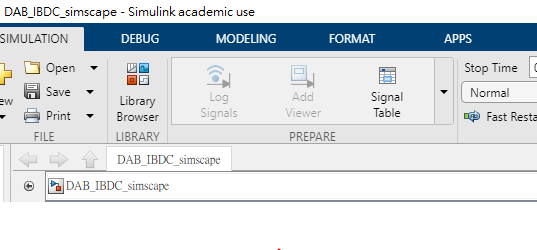 DAB_IBDC_simscape - Simulink academic use
SIMULATION DEBUG MODELING FORMAT APPS
Open
Save
Print
FILE
Library
Browser
LIBRARY
Log
Signals
Add
Viewer
Signal
Table
PREPARE
Stop Time
Normal
Fast Resta
DAB_IBDC_simscape
DAB_IBDC_simscape